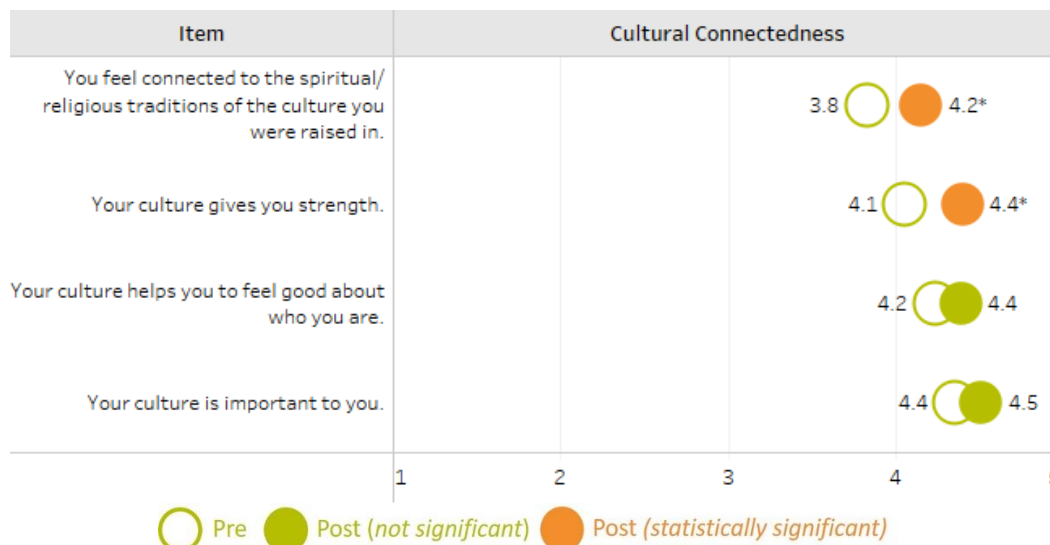 Item
Cultural Connectedness
You feel connected to the spiritual/
religious traditions of the culture you
were raised in.
3.8
4.2*
Your culture gives you strength.
4.1
4.4*
Your culture helps you to feel good about
who you are.
4.2
4.4
Your culture is important to you.
4.4
4.5
1
2
3
4
Pre
Post (not significant)
Post (statistically significant)